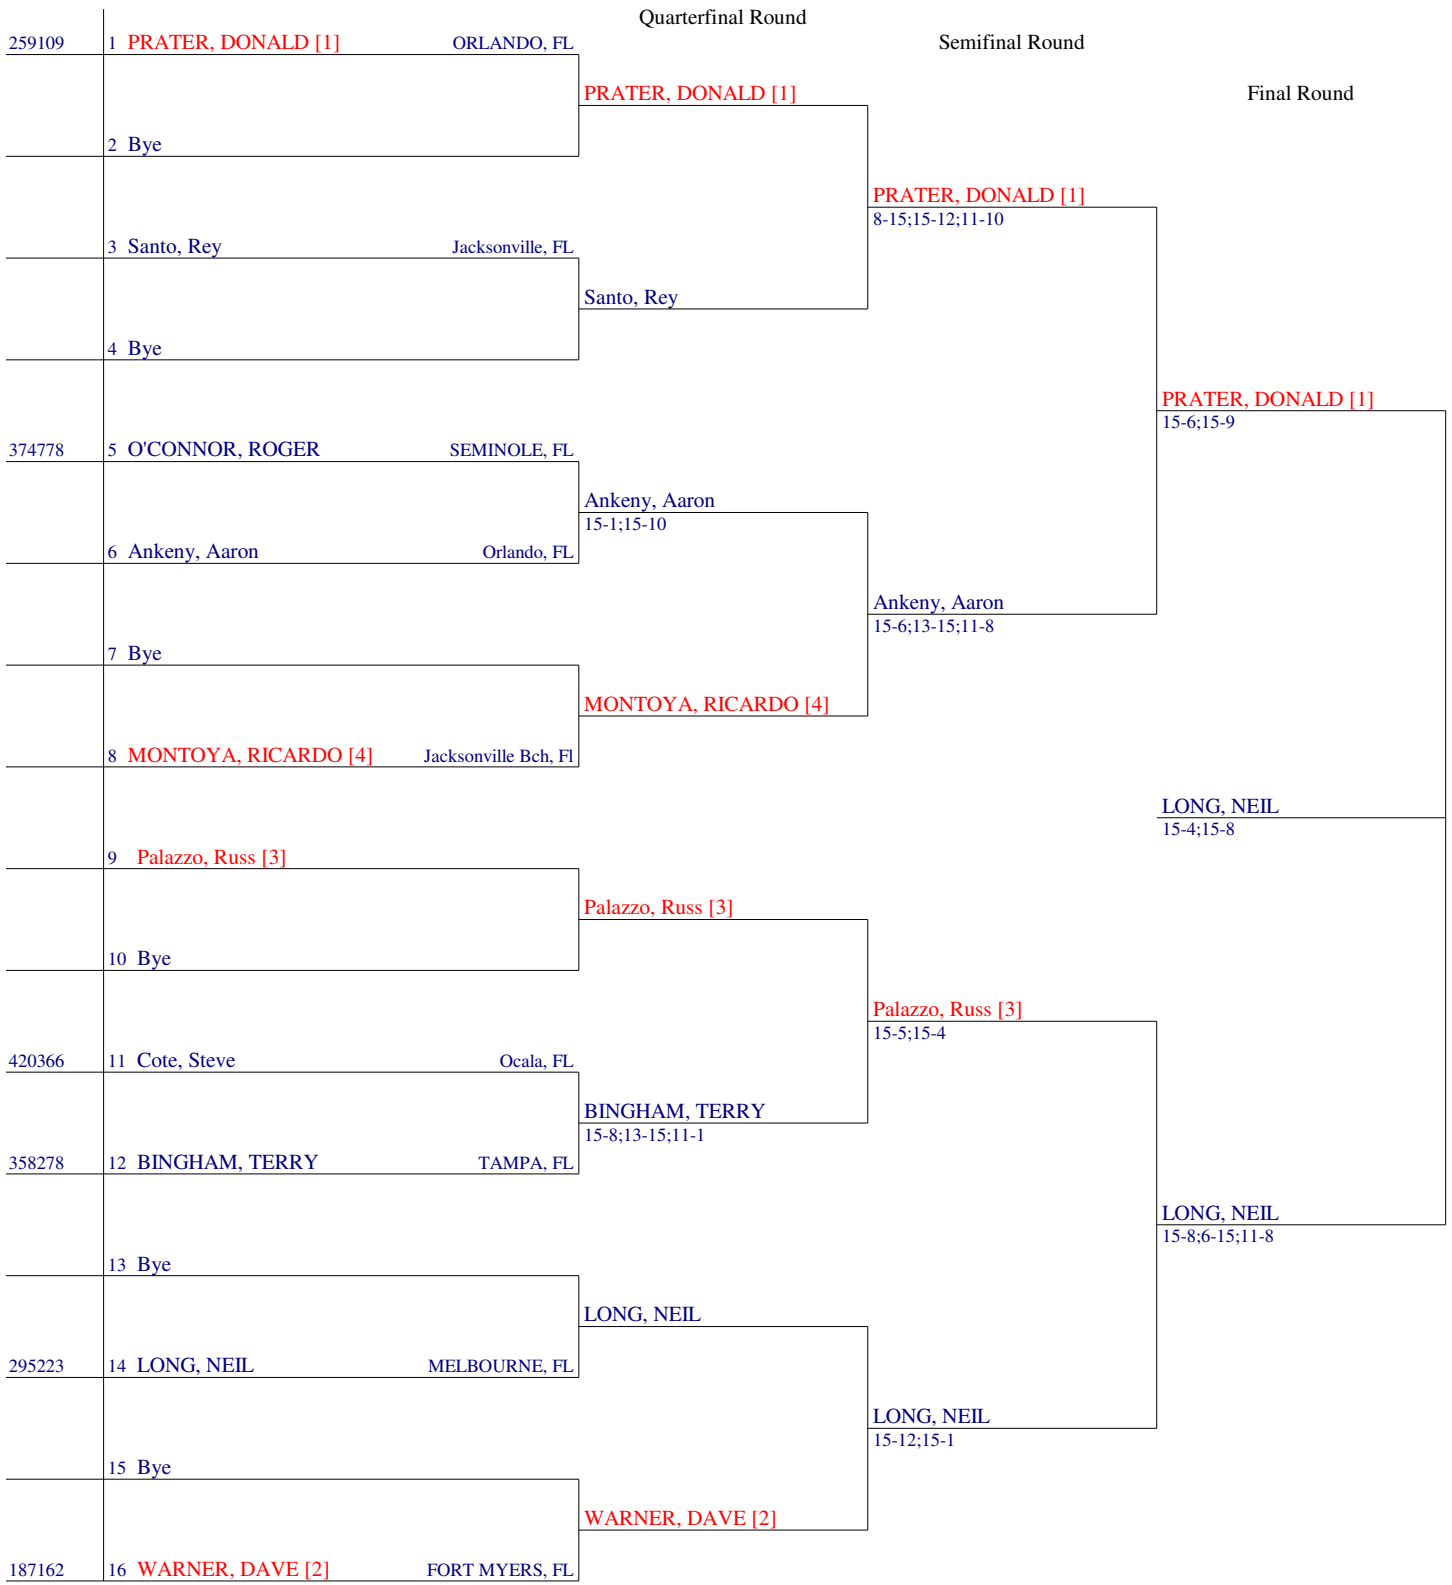 Quarterfinal Round
Semifinal Round
Final Round
259109 1 PRATER, DONALD [1] ORLANDO, FL
PRATER, DONALD [1]
2 Bye
PRATER, DONALD [1]
8-15;15-12;11-10
3 Santo, Rey Jacksonville, FL
Santo, Rey
4 Bye
PRATER, DONALD [1]
15-6;15-9
374778 5 O'CONNOR, ROGER SEMINOLE, FL
Ankeny, Aaron
15-1;15-10
6 Ankeny, Aaron Orlando, FL
Ankeny, Aaron
15-6;13-15;11-8
7 Bye
MONTOYA, RICARDO [4]
8 MONTOYA, RICARDO [4] Jacksonville Bch, Fl
LONG, NEIL
15-4;15-8
9 Palazzo, Russ [3]
Palazzo, Russ [3]
10 Bye
Palazzo, Russ [3]
15-5;15-4
420366 11 Cote, Steve Ocala, FL
BINGHAM, TERRY
15-8;13-15;11-1
358278 12 BINGHAM, TERRY TAMPA, FL
LONG, NEIL
15-8;6-15;11-8
13 Bye
LONG, NEIL
295223 14 LONG, NEIL MELBOURNE, FL
LONG, NEIL
15-12;15-1
15 Bye
WARNER, DAVE [2]
187162 16 WARNER, DAVE [2] FORT MYERS, FL